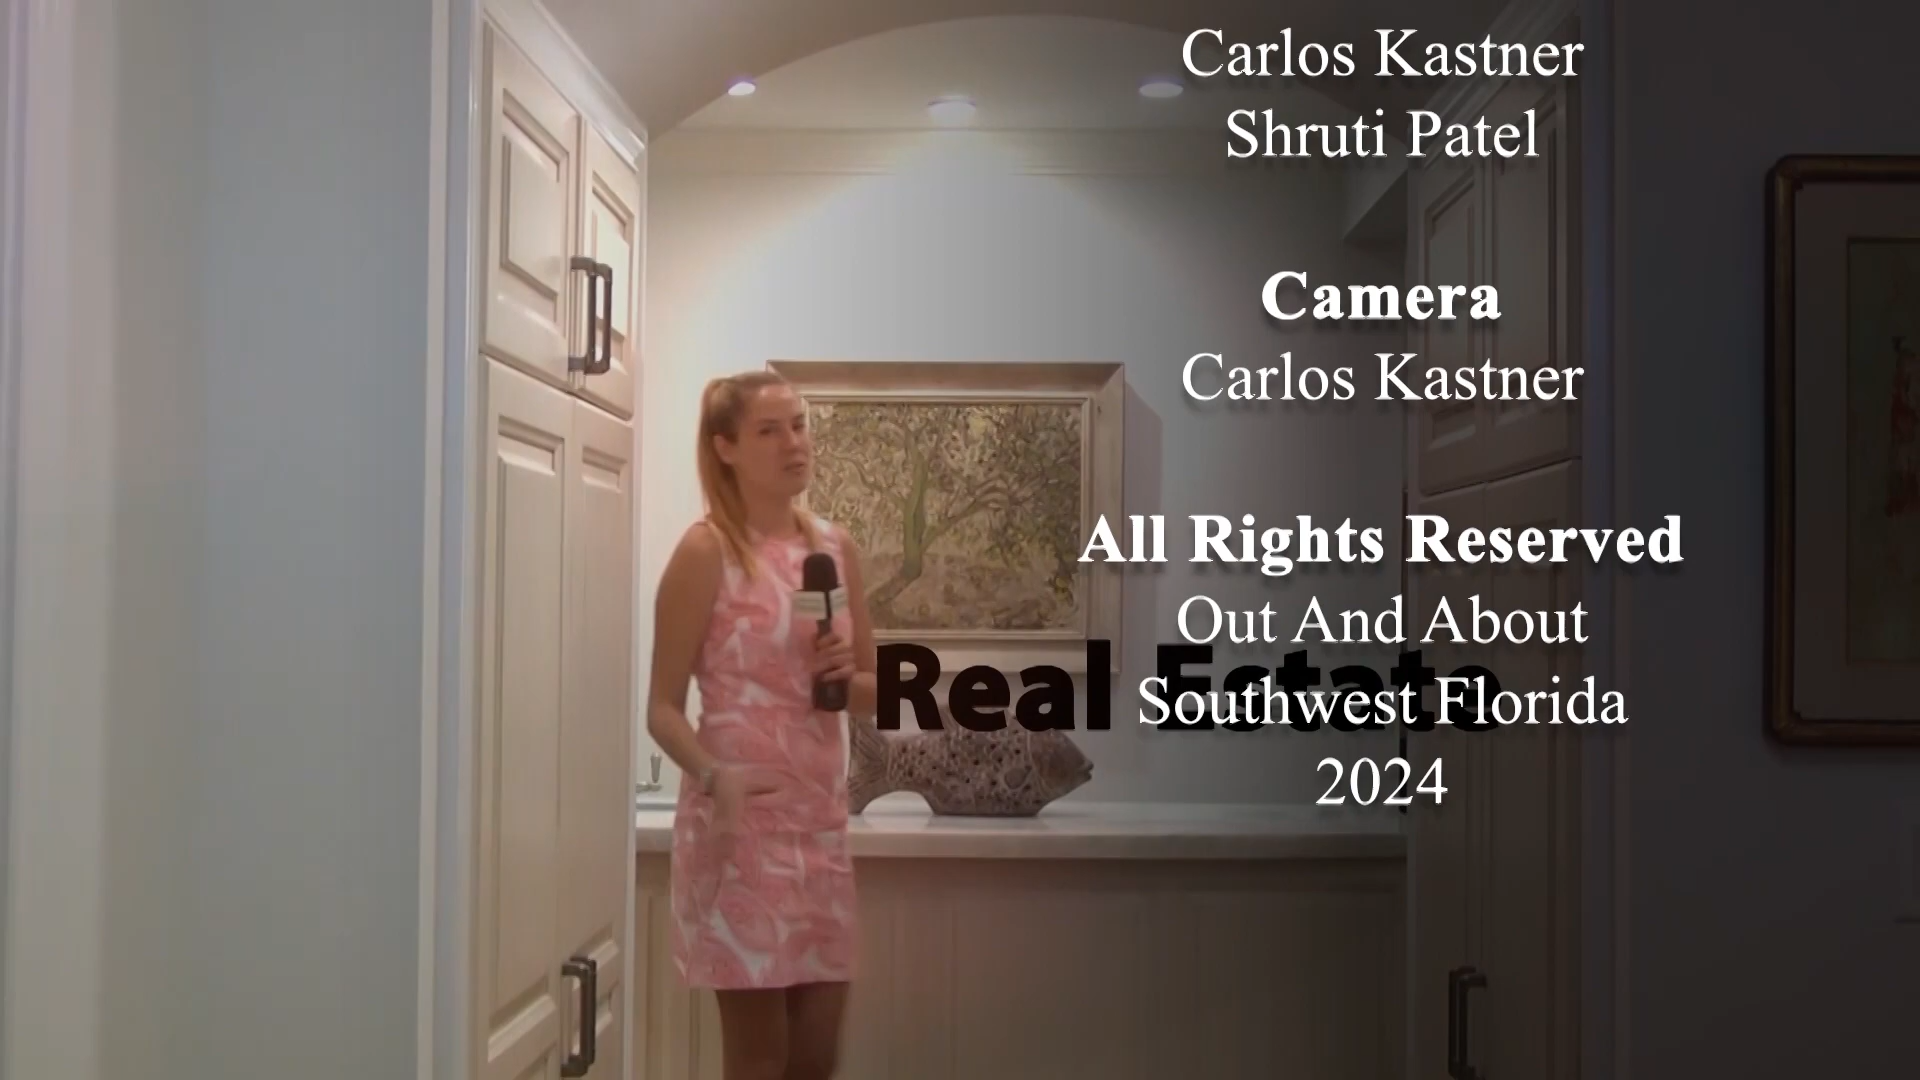 Carlos Kastner
Shruti Patel
Camera
Carlos Kastner
All Rights Reserved
Out And About
Real Estate
Southwest Florida
2024